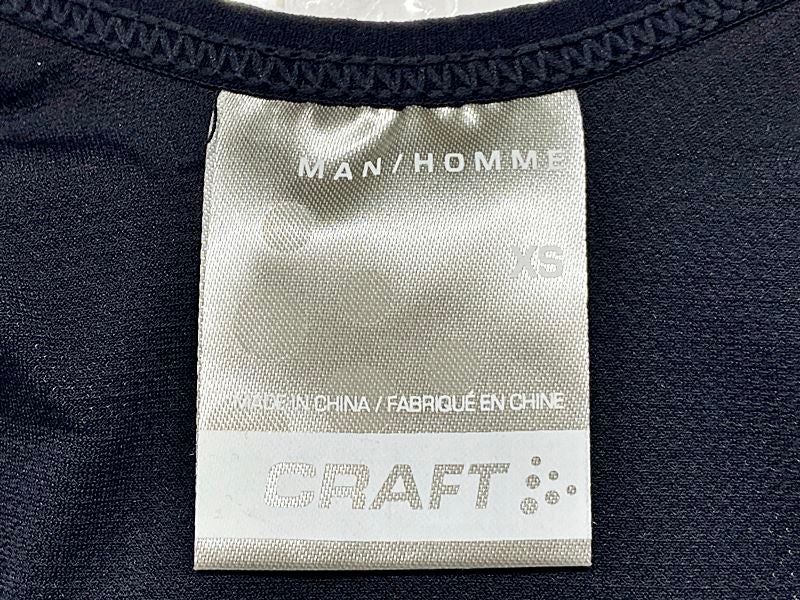 MAN/HOMME
XS
MADE IN CHINA / FABRIQUÉ EN CHINE
CRAFT